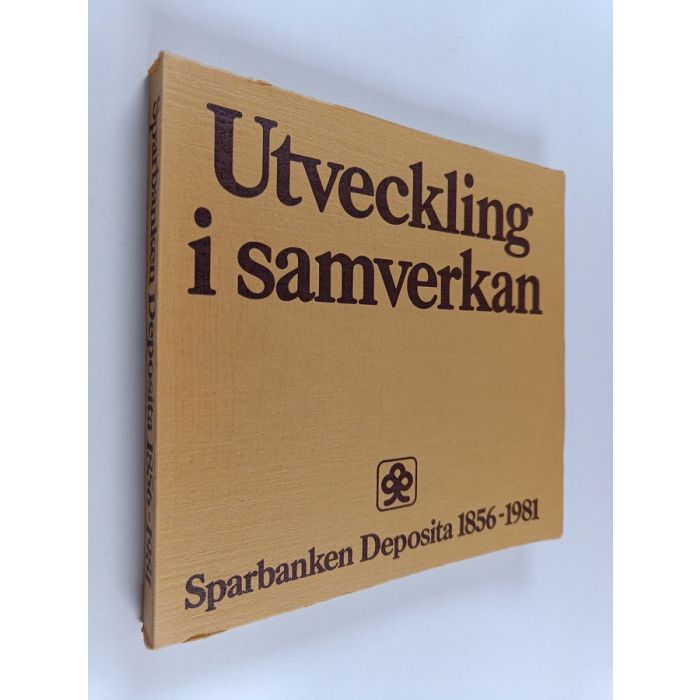 Utveckling
i samverkan
Sparbanken Deposita 1856-1981
Sparbanken Deposita 1856-1981